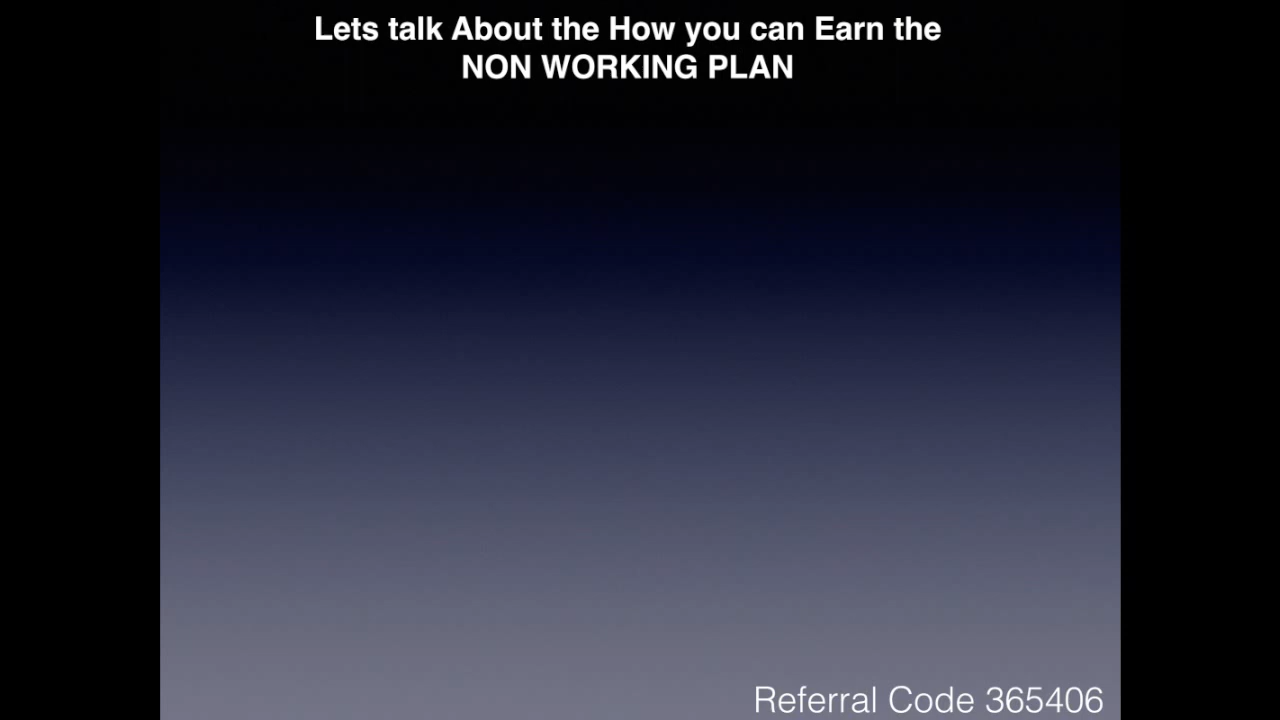 Lets talk About the How you can Earn the
NON WORKING PLAN
Referral Code 365406